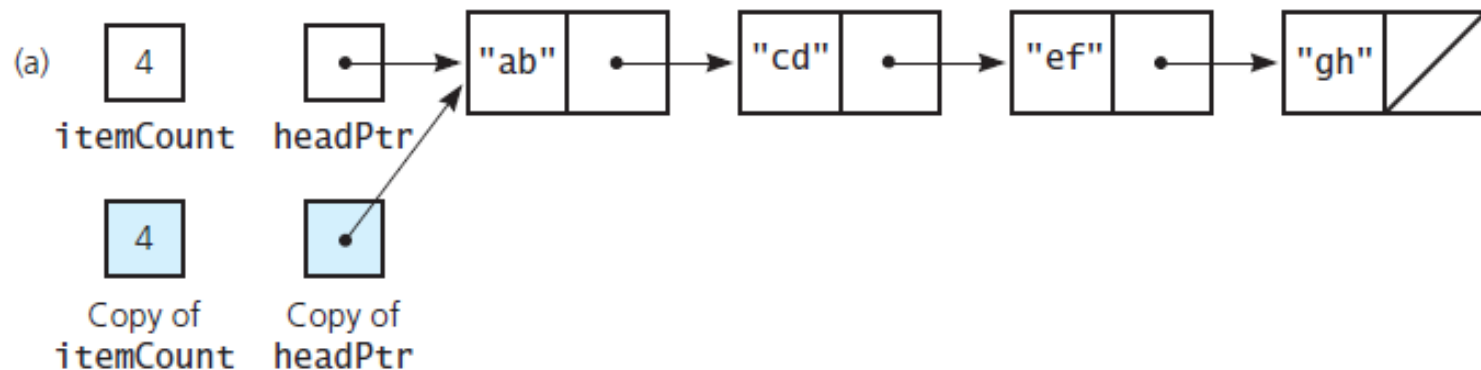 (a) 4 "ab" "cd" "ef" "gh"
itemCount headPtr
4
Copy of Copy of
itemCount headPtr